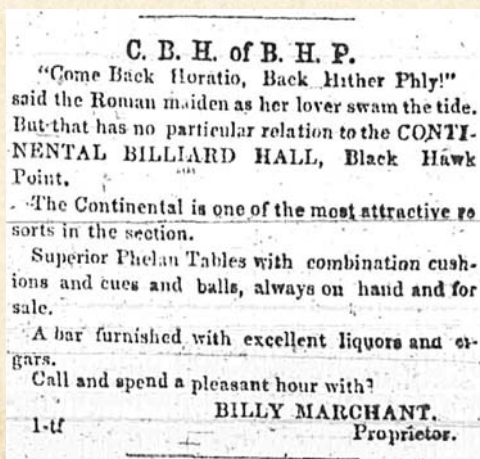 C. B. H. of B. H. P.
"Come Back Horatio, Back Hither Phly!"
said the Roman maiden as her lover swam the tide.
But that has no particular relation to the CONTI-
NENTAL BILLIARD HALL, Black Hawk
Point.
The Continental is one of the most attractive re
sorts in the section.
Superior Phelan Tables with combination cush-
ions and cues and balls, always on hand and for
sale.
A bar furnished with excellent liquors and ci-
gars.
Call and spend a pleasant hour with?
BILLY MARCHANT.
1-tf Proprietor.